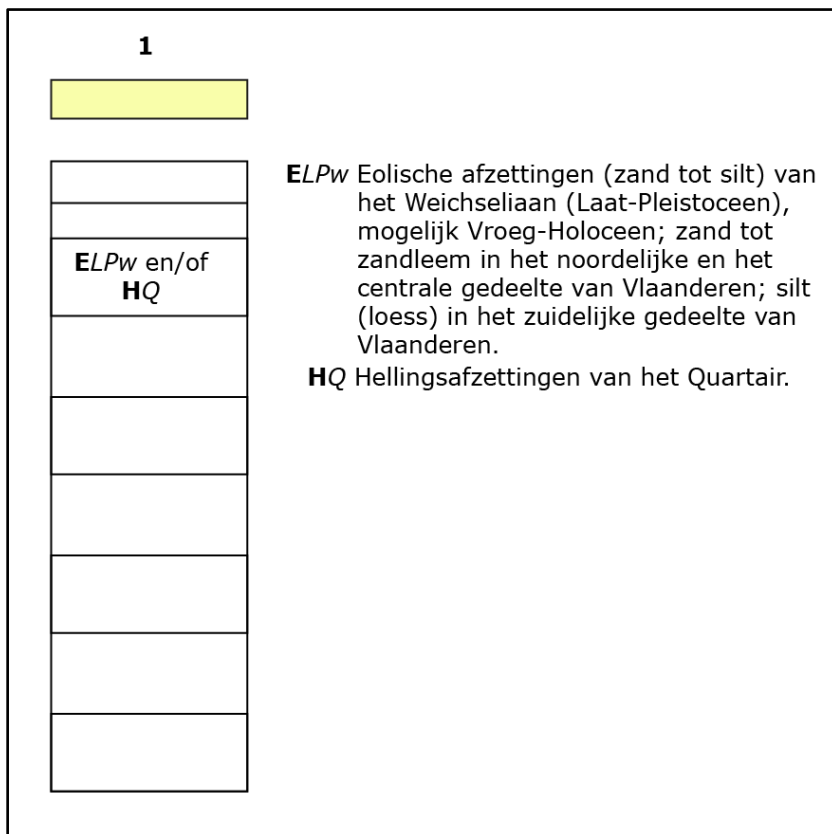 1
ELPw en/of
HQ
ELPw Eolische afzettingen (zand tot silt) van
het Weichseliaan (Laat-Pleistoceen),
mogelijk Vroeg-Holoceen; zand tot
zandleem in het noordelijke en het
centrale gedeelte van Vlaanderen; silt
(loess) in het zuidelijke gedeelte van
Vlaanderen.
HQ Hellingsafzettingen van het Quartair.